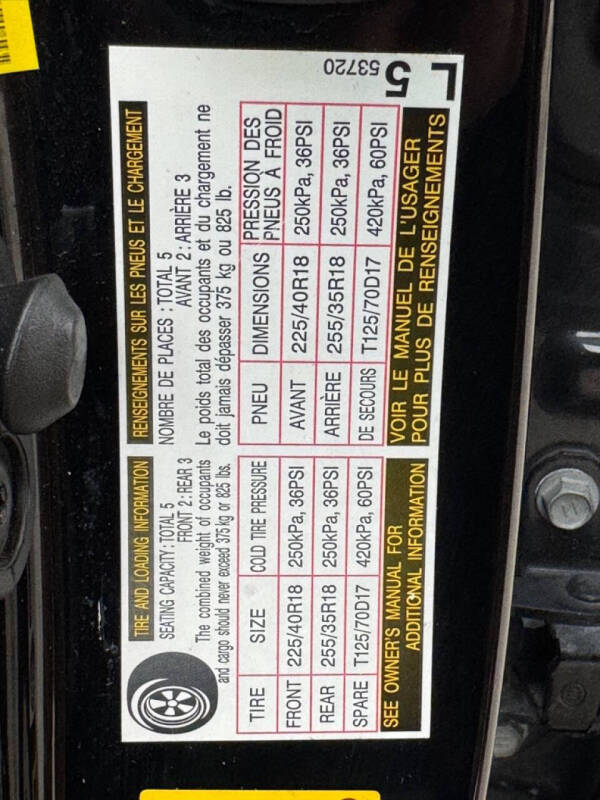 TIRE AND LOADING INFORMATION
SEATING CAPACITY: TOTAL 5
FRONT 2: REAR 3
The combined weight of occupants
and cargo should never exceed 375 kg or 825 lbs.
TIRE SIZE COLD TIRE PRESSURE
FRONT 225/40R18 250kPa, 36PSI
REAR 255/35R18 250kPa, 36PSI
SPARE T125/70D17 420kPa, 60PSI
SEE OWNER'S MANUAL FOR
ADDITIONAL INFORMATION
RENSEIGNEMENTS SUR LES PNEUS ET LE CHARGEMENT
NOMBRE DE PLACES : TOTAL 5
AVANT 2 : ARRIÈRE 3
Le poids total des occupants et du chargement ne
doit jamais dépasser 375 kg ou 825 lb.
PNEU DIMENSIONS PRESSION DES
PNEUS À FROID
AVANT 225/40R18 250kPa, 36PSI
ARRIÈRE 255/35R18 250kPa, 36PSI
DE SECOURS T125/70D17 420kPa, 60PSI
VOIR LE MANUEL DE L'USAGER
POUR PLUS DE RENSEIGNEMENTS
53720
L5